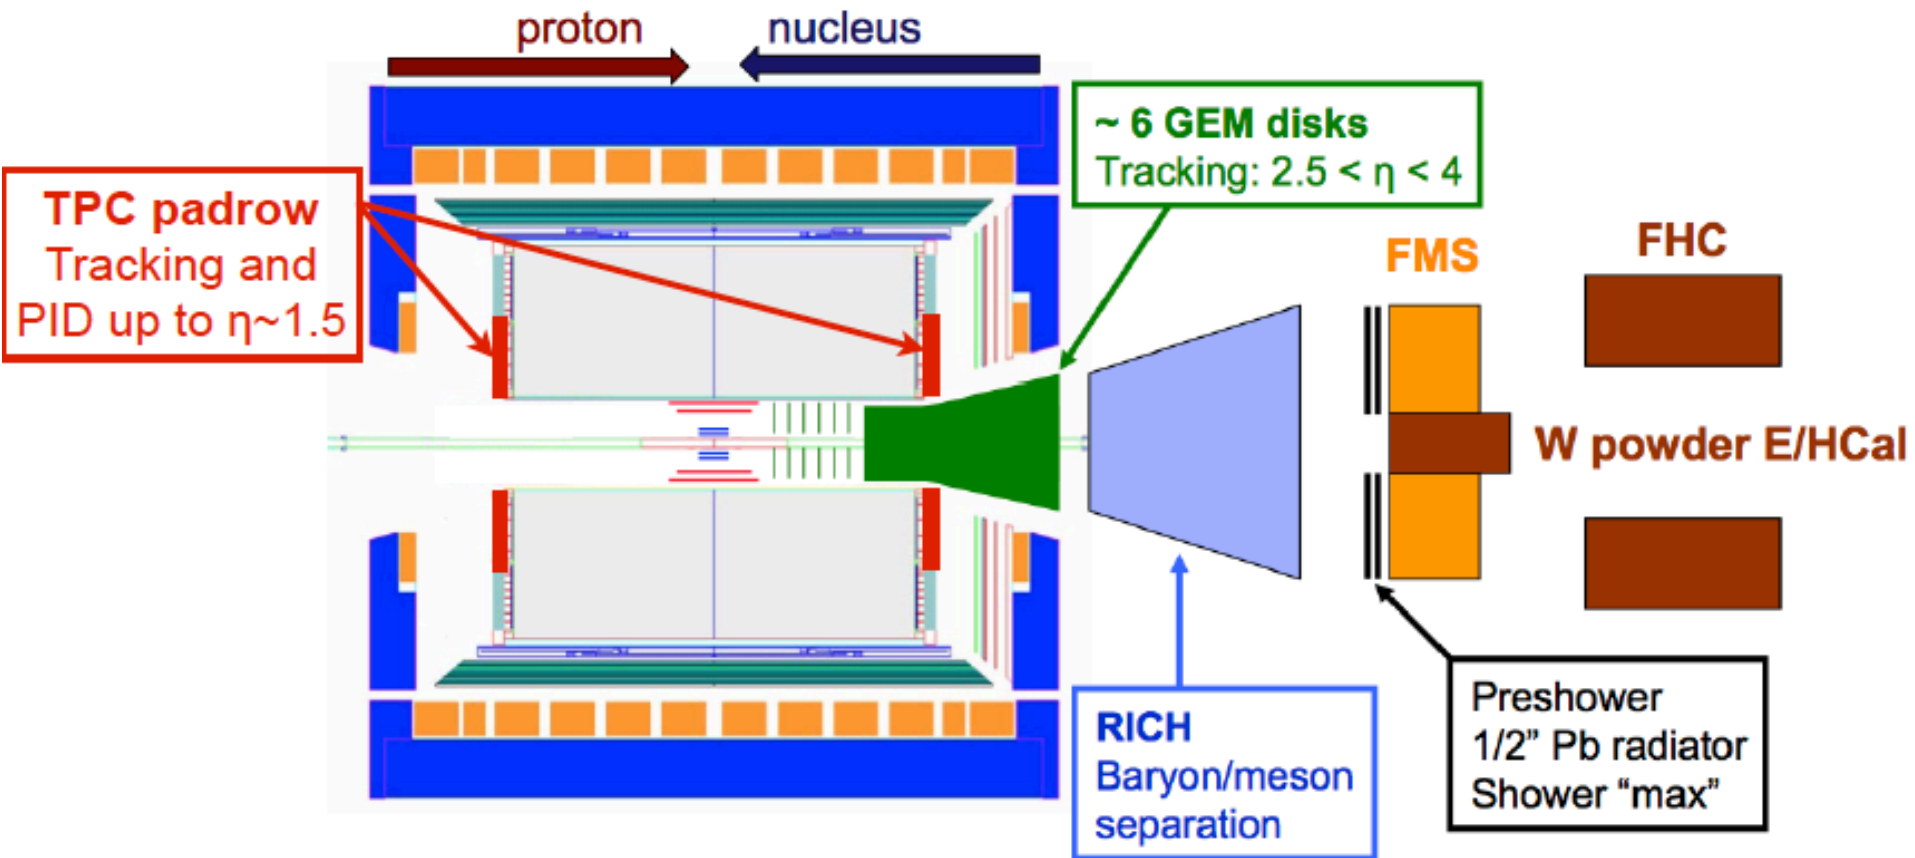 proton
nucleus
~ 6 GEM disks
Tracking: 2.5 < η < 4
TPC padrow
Tracking and
PID up to η~1.5
FMS
FHC
W powder E/HCal
RICH
Baryon/meson
separation
Preshower
1/2” Pb radiator
Shower “max”